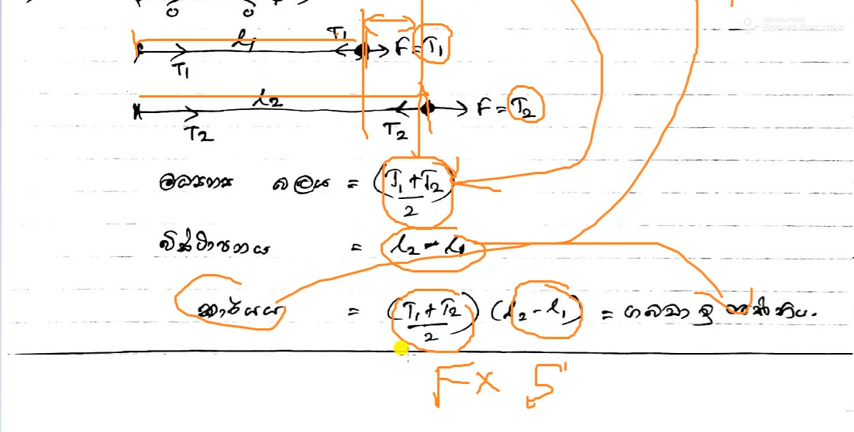 l₁ T₁ F = T₁
T₁
l₂ F = T₂
T₂ T₂
මධ්‍යන්‍ය බලය = (T₁ + T₂ / 2)
විස්ථාපනය = l₂ - l₁
කාර්යය = (T₁ + T₂ / 2) (l₂ - l₁) = ගබඩා වූ ශක්තිය.
F x S